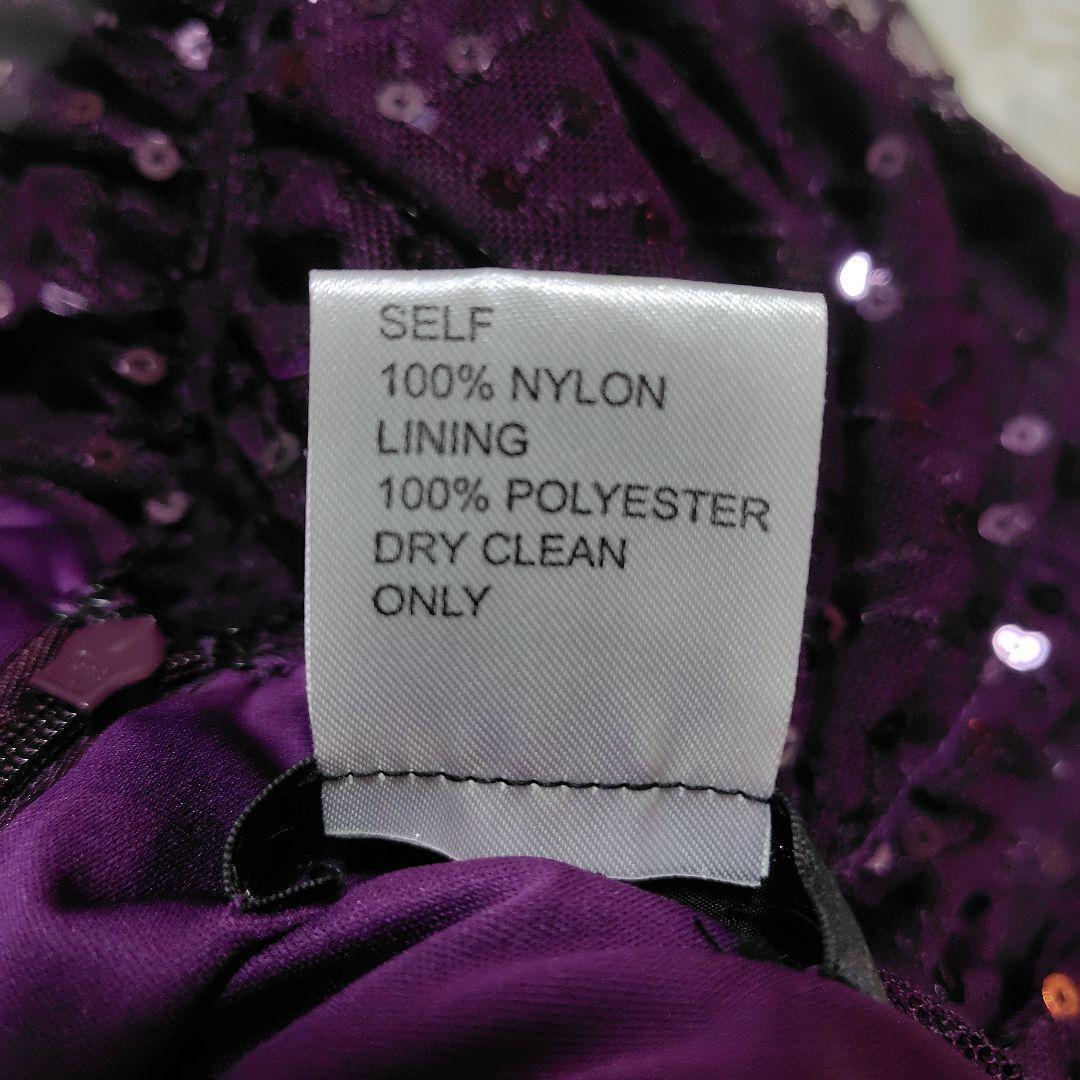 SELF
100% NYLON
LINING
100% POLYESTER
DRY CLEAN
ONLY